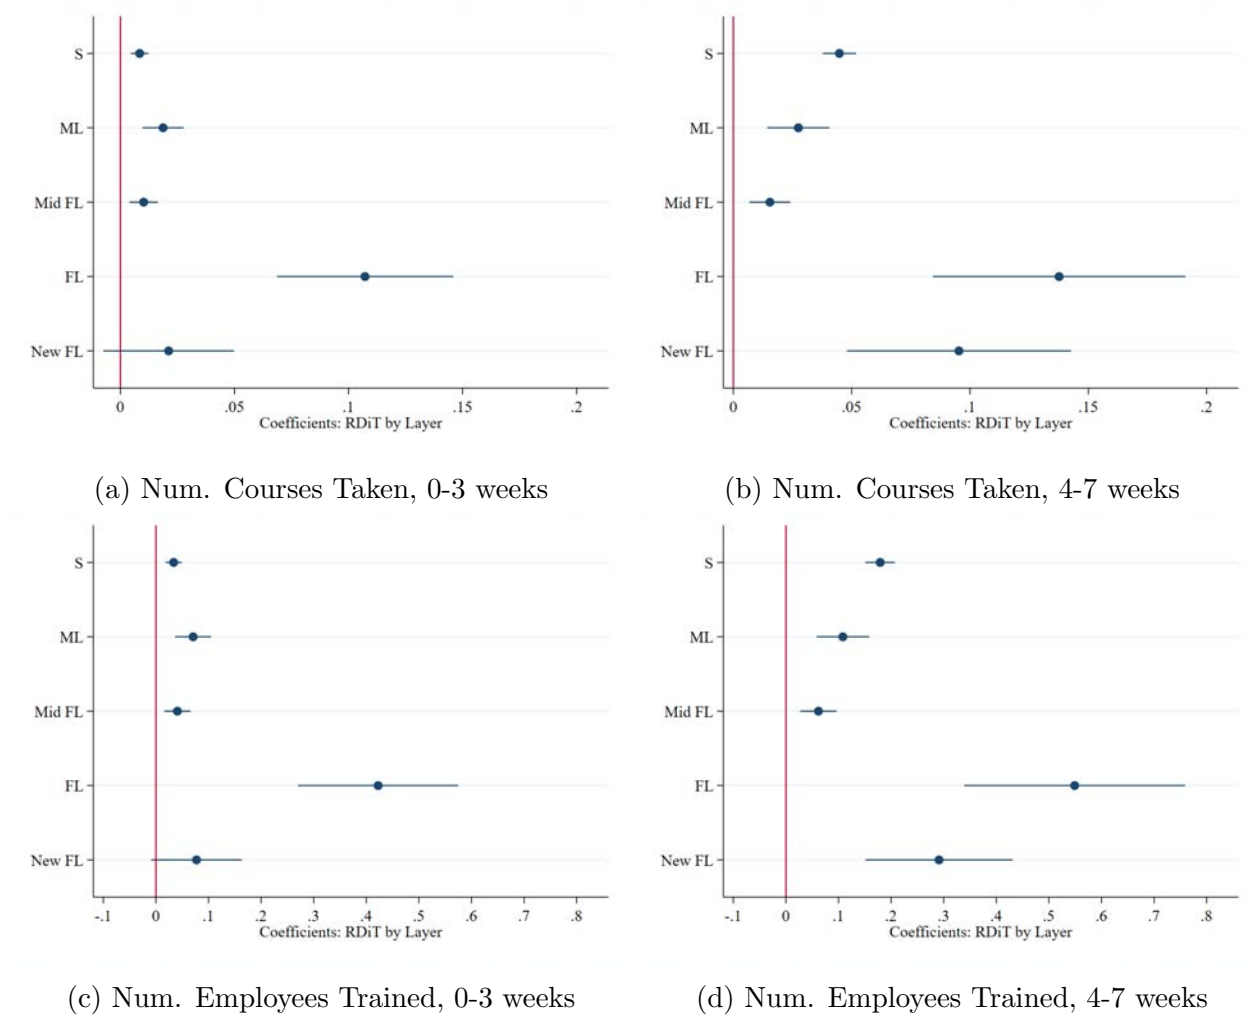 S
ML
Mid FL
FL
New FL
0 .05 .1 .15 .2
Coefficients: RDiT by Layer
(a) Num. Courses Taken, 0-3 weeks
S
ML
Mid FL
FL
New FL
0 .05 .1 .15 .2
Coefficients: RDiT by Layer
(b) Num. Courses Taken, 4-7 weeks
S
ML
Mid FL
FL
New FL
-.1 0 .1 .2 .3 .4 .5 .6 .7 .8
Coefficients: RDiT by Layer
(c) Num. Employees Trained, 0-3 weeks
S
ML
Mid FL
FL
New FL
-.1 0 .1 .2 .3 .4 .5 .6 .7 .8
Coefficients: RDiT by Layer
(d) Num. Employees Trained, 4-7 weeks